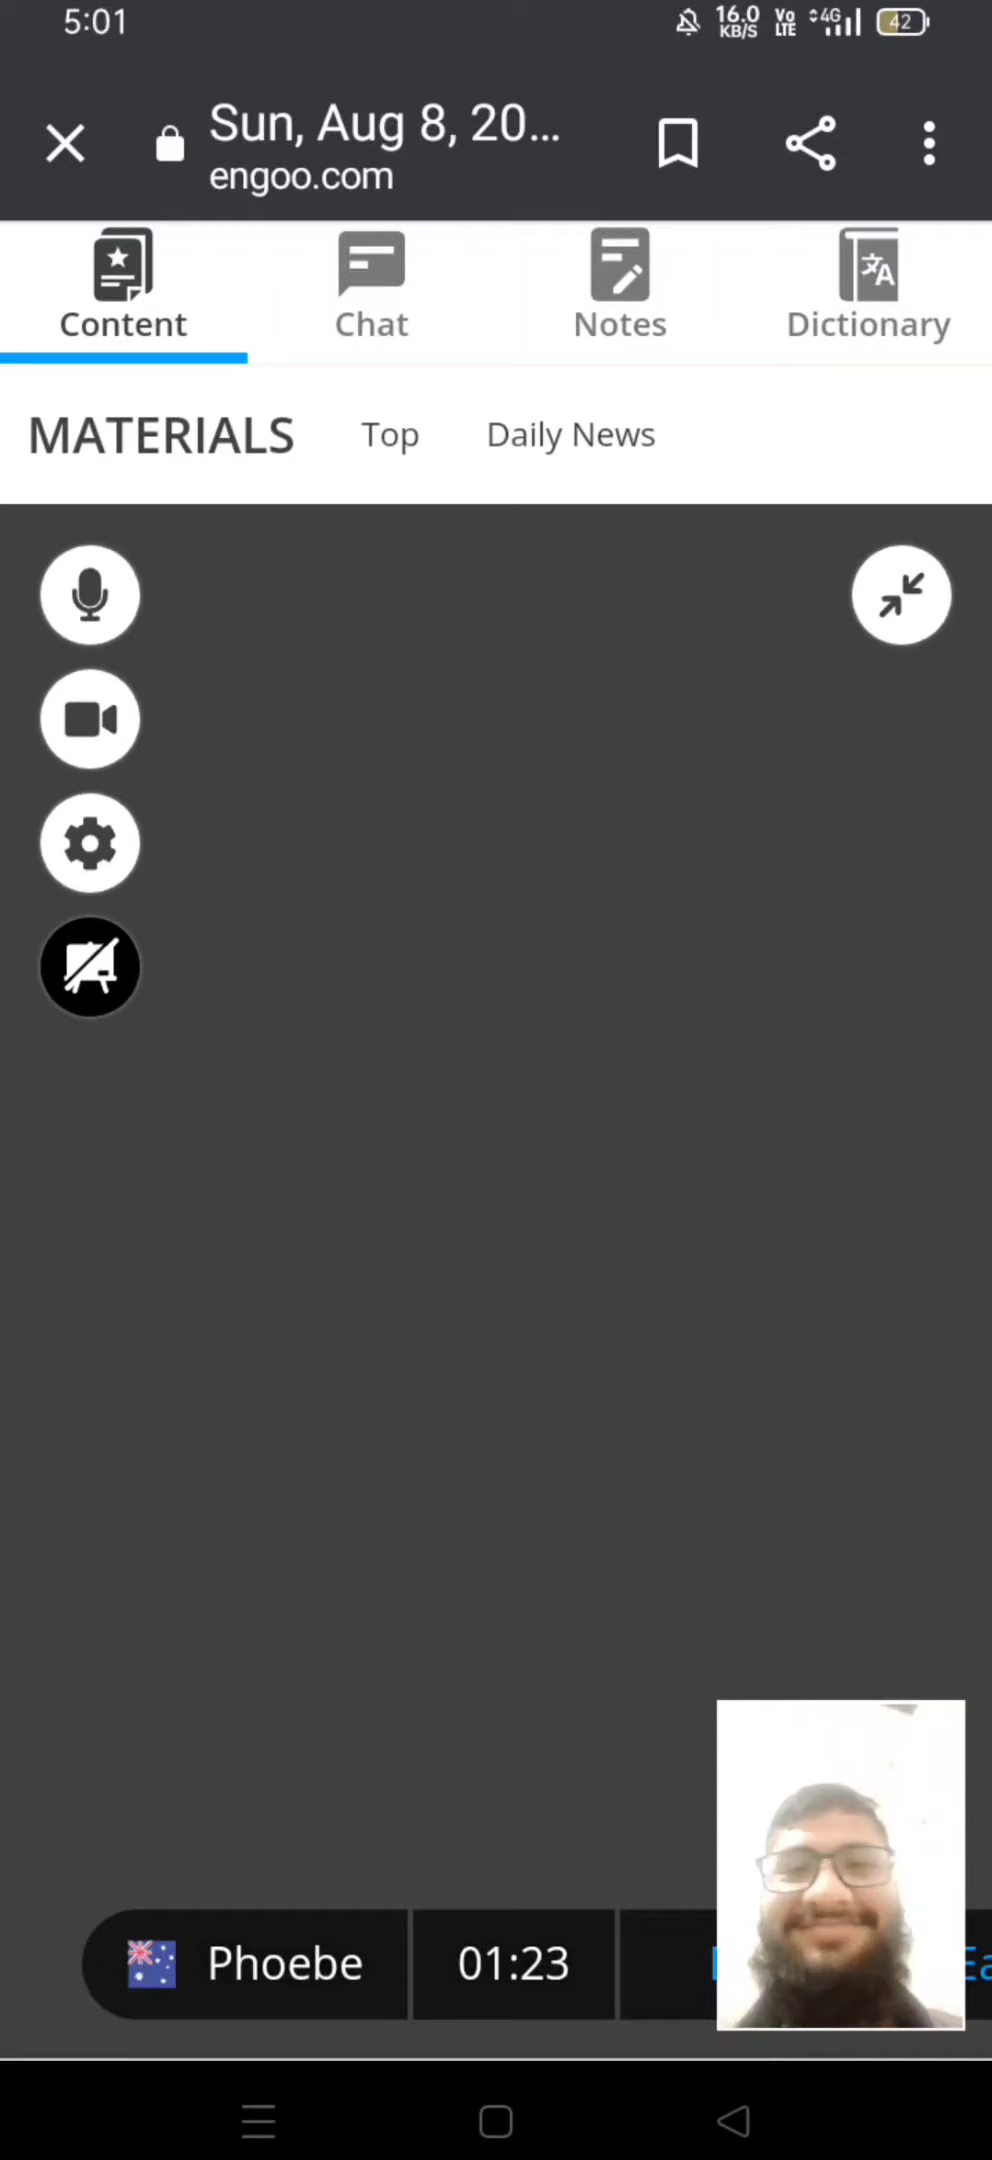 5:01 16.0 KB/S Vo LTE 4G 42
Sun, Aug 8, 20...
engoo.com
Content Chat Notes Dictionary
MATERIALS Top Daily News
Phoebe 01:23